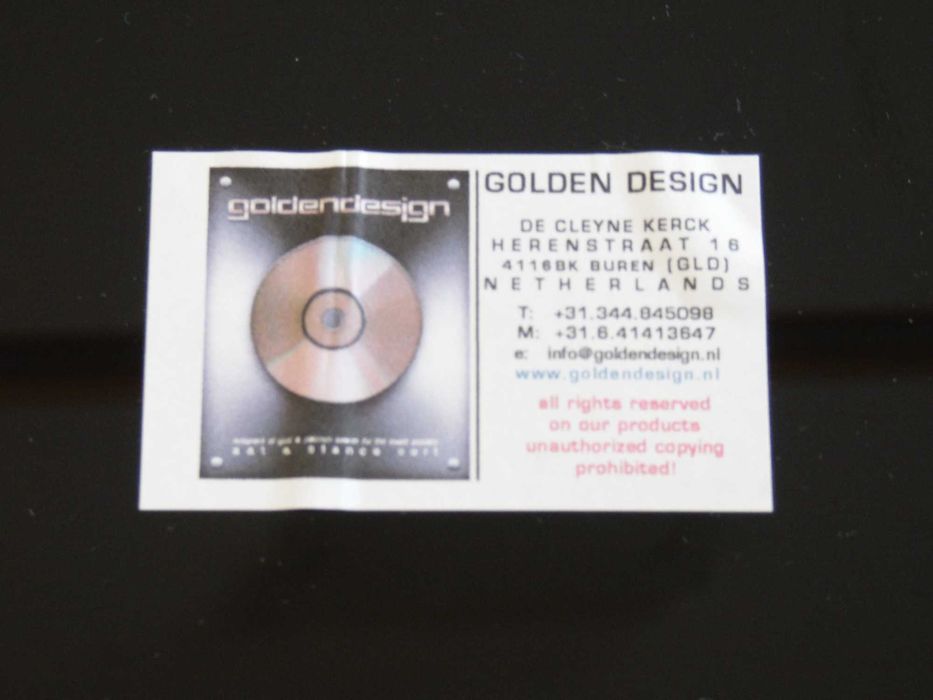 goldendesign
GOLDEN DESIGN
DE CLEYNE KERCK
HERENSTRAAT 16
4116BK BUREN (GLD)
NETHERLANDS
T: +31.344.645098
M: +31.6.41413647
e: info@goldendesign.nl
www.goldendesign.nl
all rights reserved
on our products
unauthorized copying
prohibited!